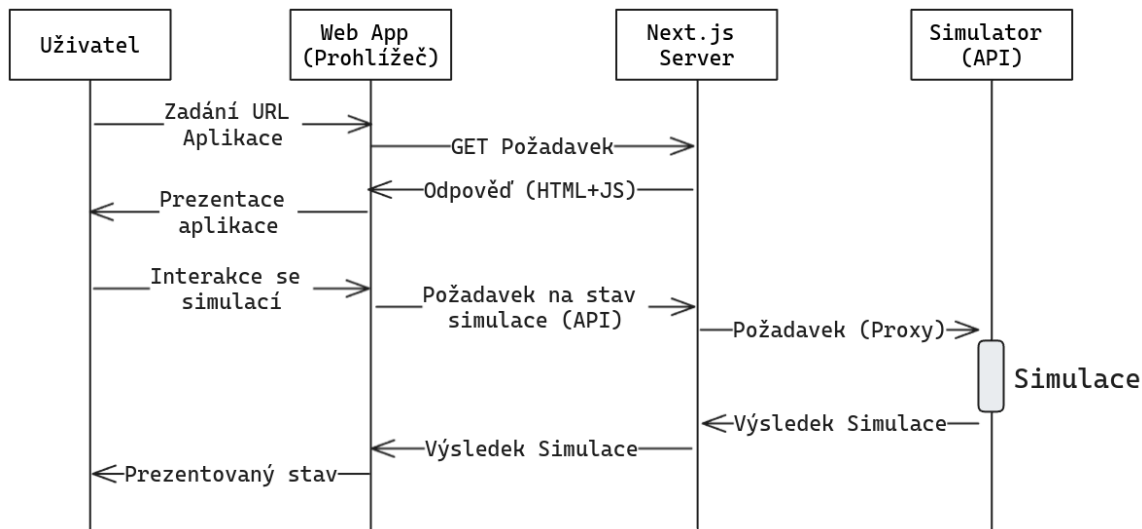 Uživatel
Web App
(Prohlížeč)
Next.js
Server
Simulator
(API)
Zadání URL
Aplikace
GET Požadavek
Odpověď (HTML+JS)
Prezentace
aplikace
Interakce se
simulací
Požadavek na stav
simulace (API)
Požadavek (Proxy)
Simulace
Výsledek Simulace
Výsledek Simulace
Prezentovaný stav